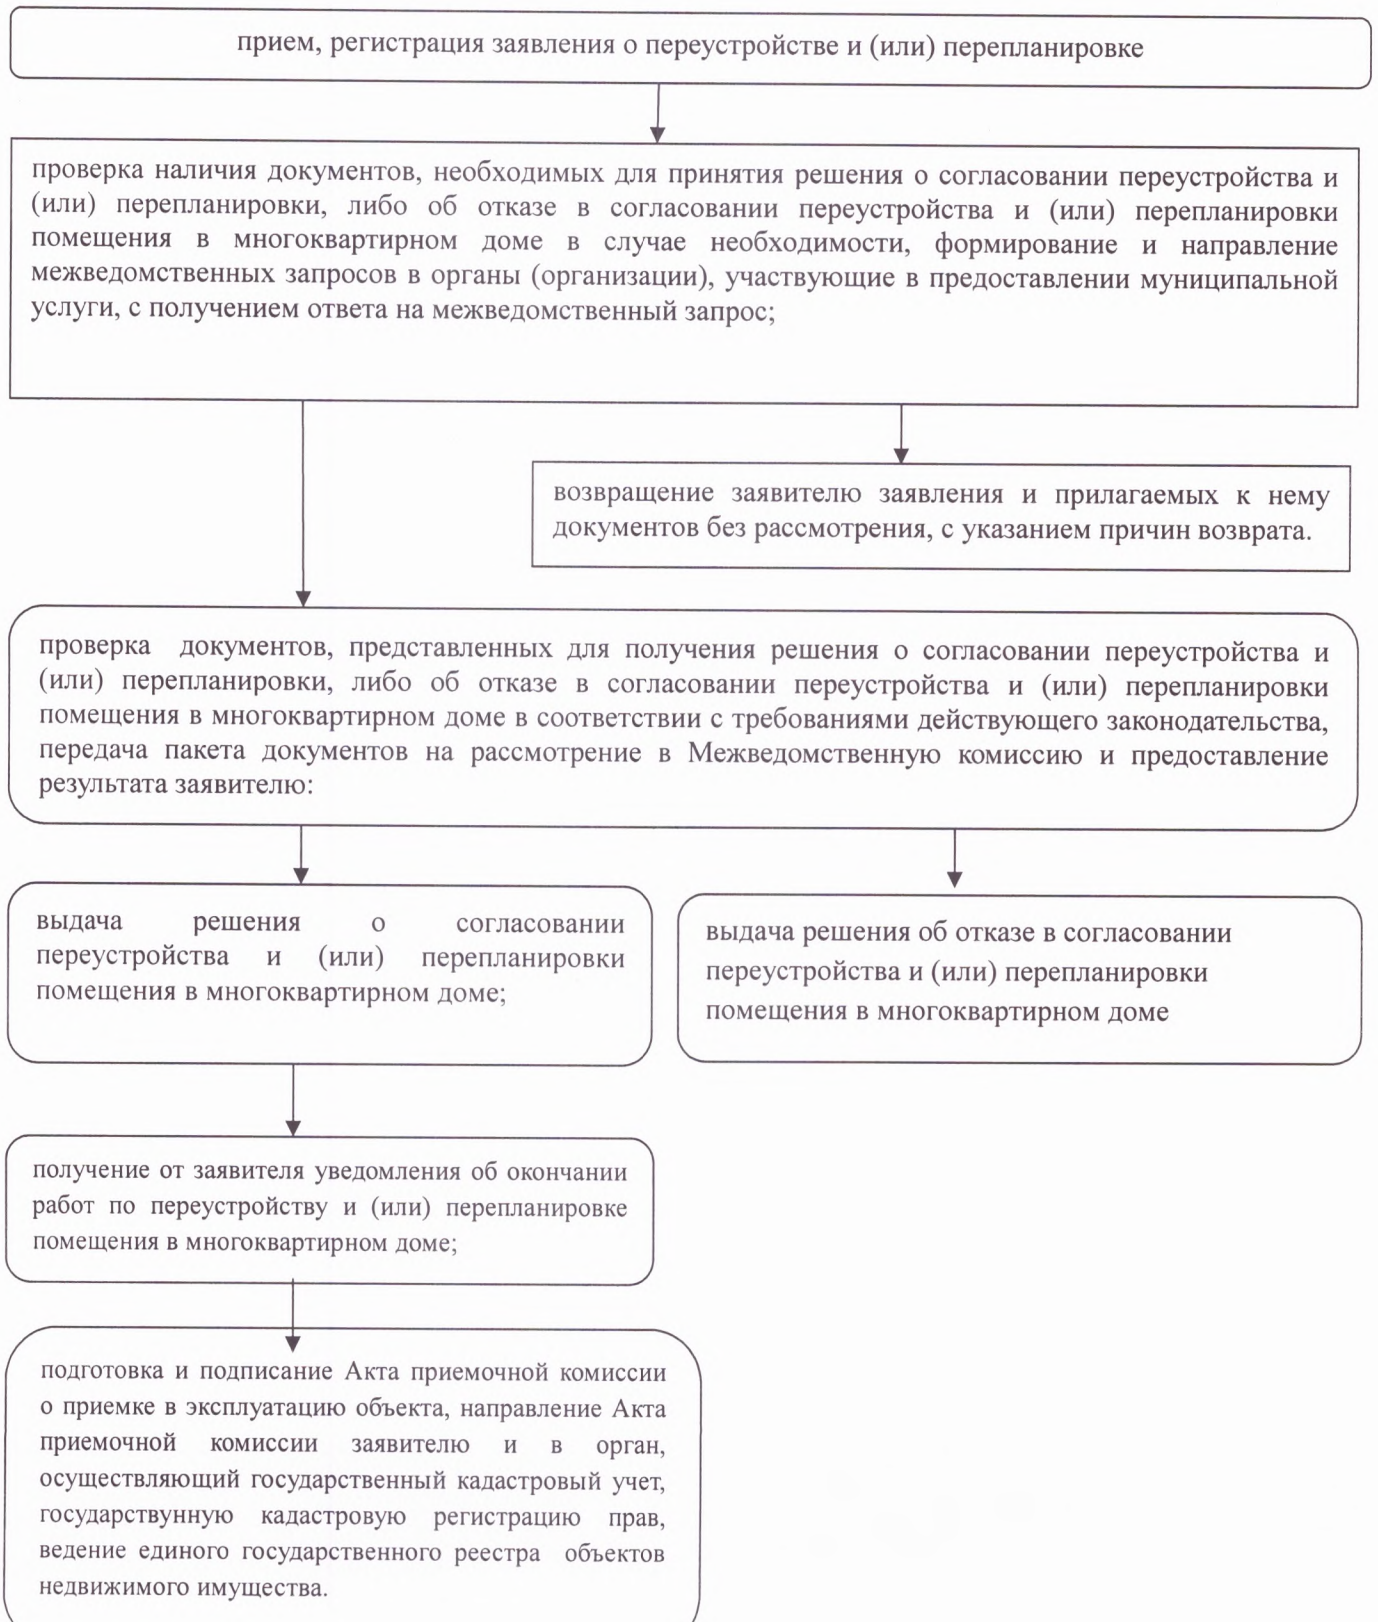 прием, регистрация заявления о переустройстве и (или) перепланировке
проверка наличия документов, необходимых для принятия решения о согласовании переустройства и
(или) перепланировки, либо об отказе в согласовании переустройства и (или) перепланировки
помещения в многоквартирном доме в случае необходимости, формирование и направление
межведомственных запросов в органы (организации), участвующие в предоставлении муниципальной
услуги, с получением ответа на межведомственный запрос;
возвращение заявителю заявления и прилагаемых к нему
документов без рассмотрения, с указанием причин возврата.
проверка документов, представленных для получения решения о согласовании переустройства и
(или) перепланировки, либо об отказе в согласовании переустройства и (или) перепланировки
помещения в многоквартирном доме в соответствии с требованиями действующего законодательства,
передача пакета документов на рассмотрение в Межведомственную комиссию и предоставление
результата заявителю:
выдача решения о согласовании
переустройства и (или) перепланировки
помещения в многоквартирном доме;
выдача решения об отказе в согласовании
переустройства и (или) перепланировки
помещения в многоквартирном доме
получение от заявителя уведомления об окончании
работ по переустройству и (или) перепланировке
помещения в многоквартирном доме;
подготовка и подписание Акта приемочной комиссии
о приемке в эксплуатацию объекта, направление Акта
приемочной комиссии заявителю и в орган,
осуществляющий государственный кадастровый учет,
государствунную кадастровую регистрацию прав,
ведение единого государственного реестра объектов
недвижимого имущества.